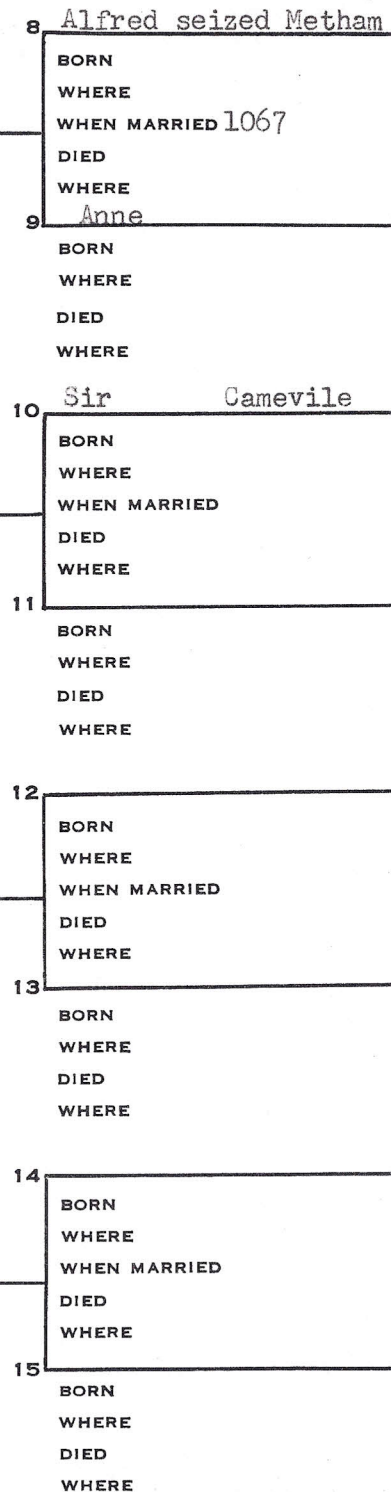 8 Alfred seized Metham
BORN
WHERE
WHEN MARRIED 1067
DIED
WHERE
9 Anne
BORN
WHERE
DIED
WHERE
10 Sir Camevile
BORN
WHERE
WHEN MARRIED
DIED
WHERE
11
BORN
WHERE
DIED
WHERE
12
BORN
WHERE
WHEN MARRIED
DIED
WHERE
13
BORN
WHERE
DIED
WHERE
14
BORN
WHERE
WHEN MARRIED
DIED
WHERE
15
BORN
WHERE
DIED
WHERE